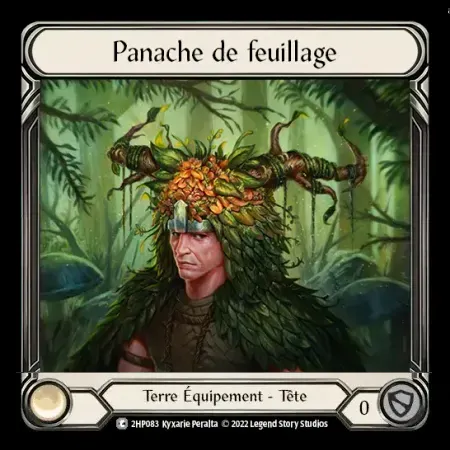 Panache de feuillage
Terre Équipement - Tête
0
C 2HP083 Kyxarie Peralta © 2022 Legend Story Studios